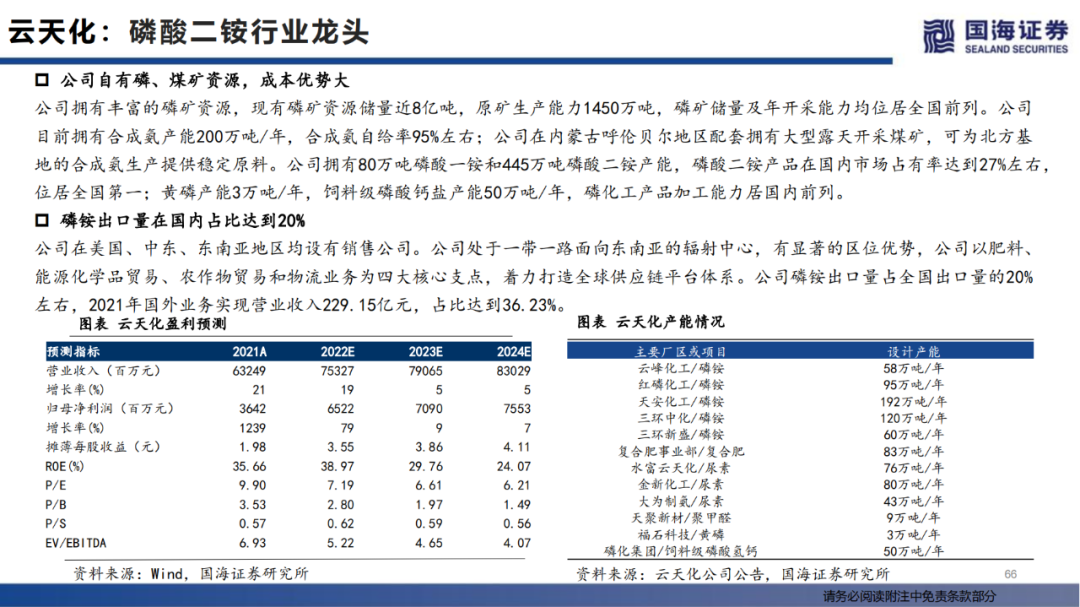 云天化：磷酸二铵行业龙头
国海证券
SEALAND SECURITIES
公司自有磷、煤矿资源，成本优势大
公司拥有丰富的磷矿资源，现有磷矿资源储量近8亿吨，原矿生产能力1450万吨，磷矿储量及年开采能力均位居全国前列。公司
目前拥有合成氨产能200万吨/年，合成氨自给率95%左右；公司在内蒙古呼伦贝尔地区配套拥有大型露天开采煤矿，可为北方基
地的合成氨生产提供稳定原料。公司拥有80万吨磷酸一铵和445万吨磷酸二铵产能，磷酸二铵产品在国内市场占有率达到27%左右，
位居全国第一；黄磷产能3万吨/年，饲料级磷酸钙盐产能50万吨/年，磷化工产品加工能力居国内前列。
磷铵出口量在国内占比达到20%
公司在美国、中东、东南亚地区均设有销售公司。公司处于一带一路面向东南亚的辐射中心，有显著的区位优势，公司以肥料、
能源化学品贸易、农作物贸易和物流业务为四大核心支点，着力打造全球供应链平台体系。公司磷铵出口量占全国出口量的20%
左右，2021年国外业务实现营业收入229.15亿元，占比达到36.23%。
图表 云天化盈利预测
预测指标 2021A 2022E 2023E 2024E
营业收入（百万元） 63249 75327 79065 83029
增长率(%) 21 19 5 5
归母净利润（百万元） 3642 6522 7090 7553
增长率(%) 1239 79 9 7
摊薄每股收益（元） 1.98 3.55 3.86 4.11
ROE(%) 35.66 38.97 29.76 24.07
P/E 9.90 7.19 6.61 6.21
P/B 3.53 2.80 1.97 1.49
P/S 0.57 0.62 0.59 0.56
EV/EBITDA 6.93 5.22 4.65 4.07
资料来源：Wind，国海证券研究所
图表 云天化产能情况
主要厂区或项目 设计产能
云峰化工/磷铵 58万吨/年
红磷化工/磷铵 95万吨/年
天安化工/磷铵 192万吨/年
三环中化/磷铵 120万吨/年
三环新盛/磷铵 60万吨/年
复合肥事业部/复合肥 83万吨/年
水富云天化/尿素 76万吨/年
金新化工/尿素 80万吨/年
大为制氨/尿素 43万吨/年
天聚新材/聚甲醛 9万吨/年
福石科技/黄磷 3万吨/年
磷化集团/饲料级磷酸氢钙 50万吨/年
资料来源：云天化公司公告，国海证券研究所
66
请务必阅读附注中免责条款部分